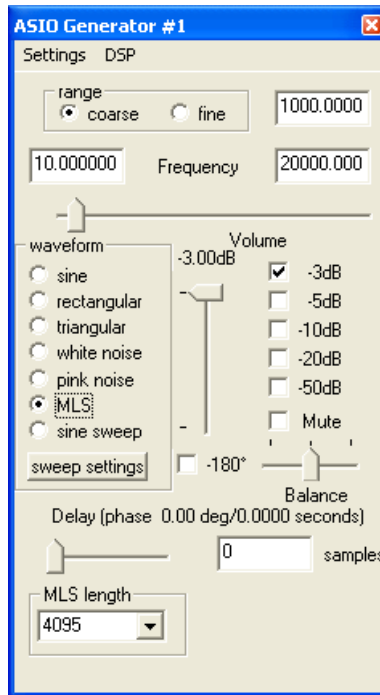 ASIO Generator #1
Settings DSP
range
coarse fine 1000.0000
10.000000 Frequency 20000.000
waveform
Volume
-3.00dB
sine
rectangular
triangular
white noise
pink noise
MLS
sine sweep
sweep settings
-3dB
-5dB
-10dB
-20dB
-50dB
Mute
-180°
Balance
Delay (phase 0.00 deg/0.0000 seconds)
0 samples
MLS length
4095